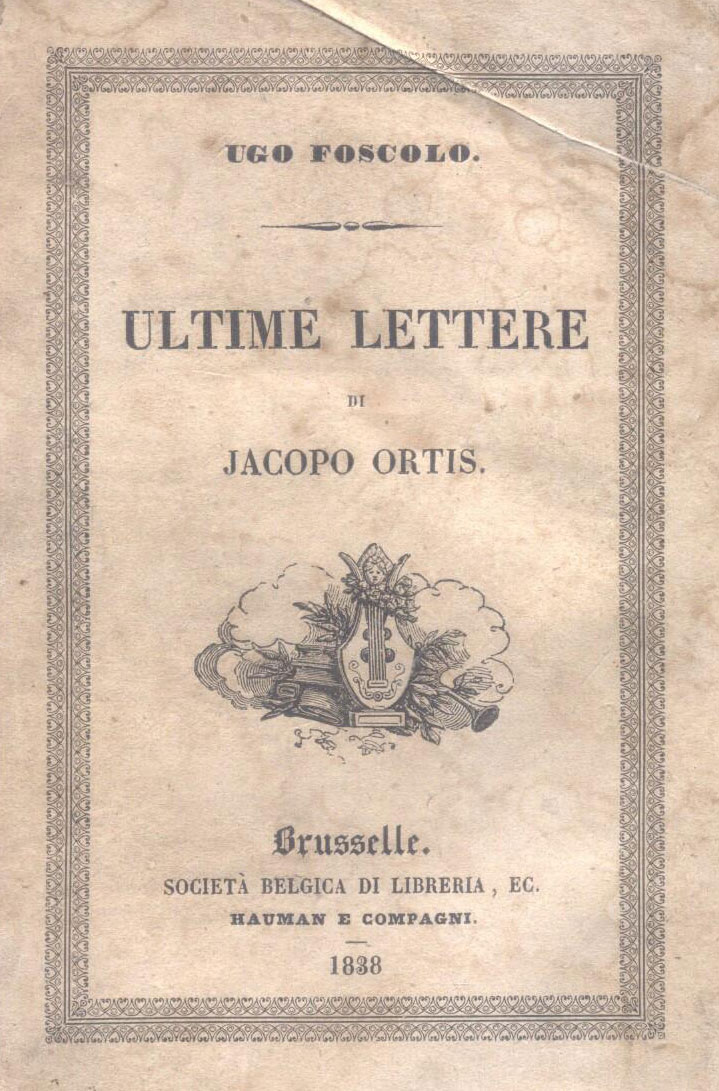 UGO FOSCOLO.
ULTIME LETTERE
DI
JACOPO ORTIS.
Brusselle.
SOCIETÀ BELGICA DI LIBRERIA, EC.
HAUMAN E COMPAGNI.
1838